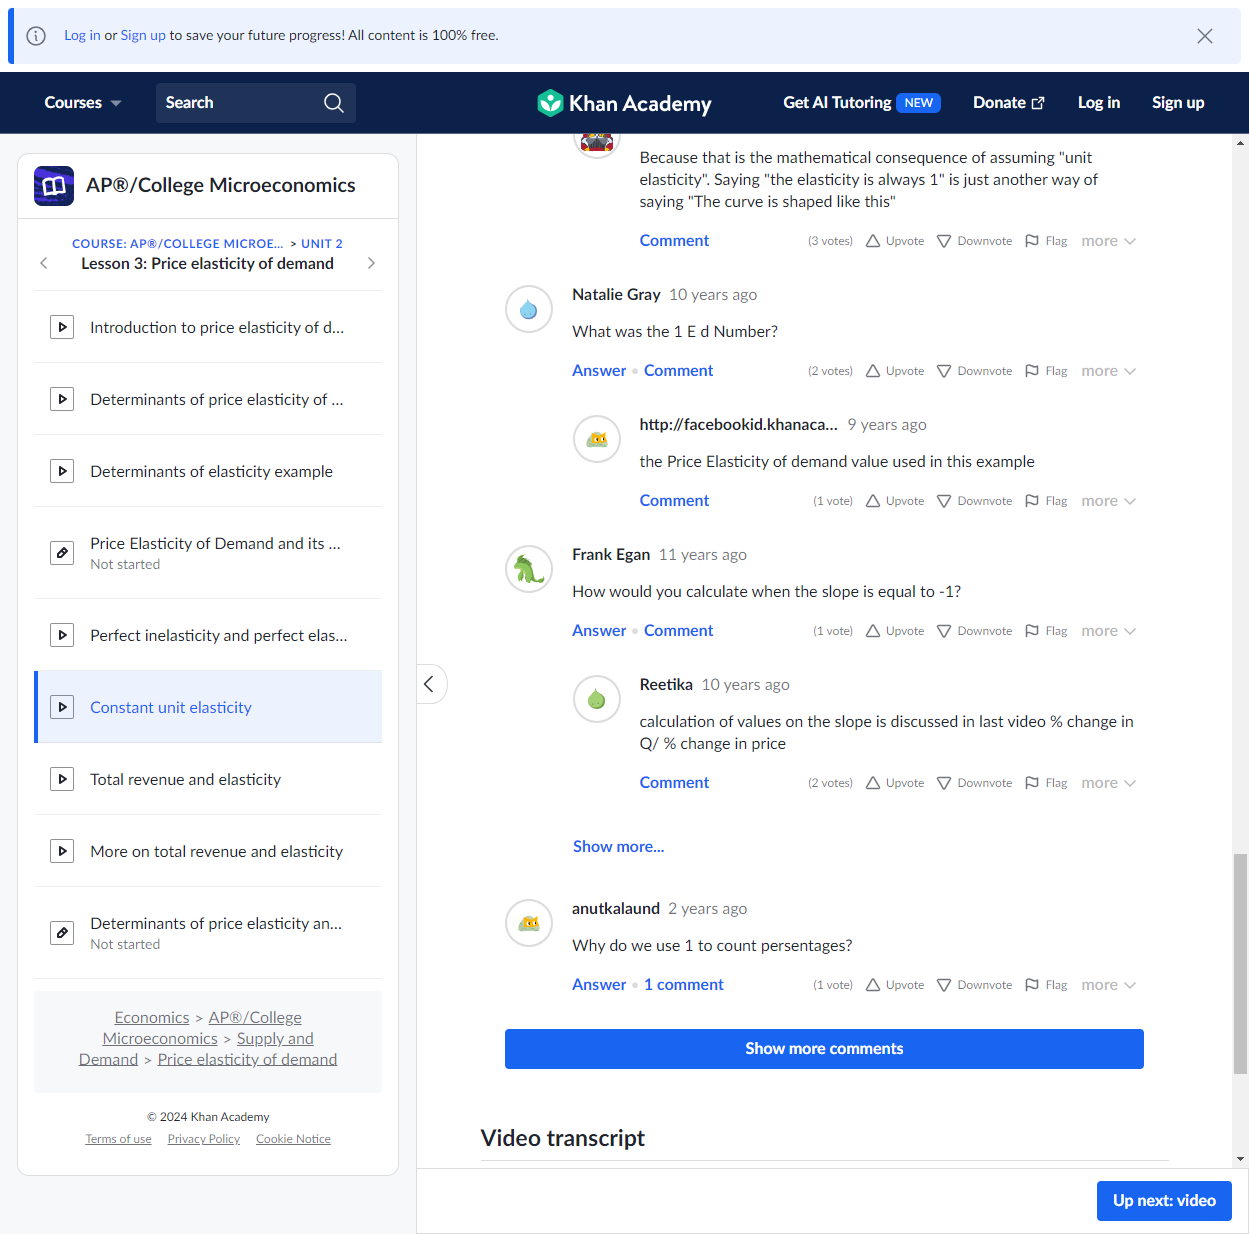 Log in or Sign up to save your future progress! All content is 100% free.
Courses
Search
Khan Academy
Get AI Tutoring NEW
Donate
Log in
Sign up
AP®/College Microeconomics
COURSE: AP®/COLLEGE MICROE... > UNIT 2
Lesson 3: Price elasticity of demand
Introduction to price elasticity of d...
Determinants of price elasticity of ...
Determinants of elasticity example
Price Elasticity of Demand and its ...
Not started
Perfect inelasticity and perfect elas...
Constant unit elasticity
Total revenue and elasticity
More on total revenue and elasticity
Determinants of price elasticity an...
Not started
Economics > AP®/College
Microeconomics > Supply and
Demand > Price elasticity of demand
© 2024 Khan Academy
Terms of use Privacy Policy Cookie Notice
Because that is the mathematical consequence of assuming "unit
elasticity". Saying "the elasticity is always 1" is just another way of
saying "The curve is shaped like this"
Comment (3 votes) Upvote Downvote Flag more
Natalie Gray 10 years ago
What was the 1 E d Number?
Answer • Comment (2 votes) Upvote Downvote Flag more
http://facebookid.khanaca... 9 years ago
the Price Elasticity of demand value used in this example
Comment (1 vote) Upvote Downvote Flag more
Frank Egan 11 years ago
How would you calculate when the slope is equal to -1?
Answer • Comment (1 vote) Upvote Downvote Flag more
Reetika 10 years ago
calculation of values on the slope is discussed in last video % change in
Q/ % change in price
Comment (2 votes) Upvote Downvote Flag more
Show more...
anutkalaund 2 years ago
Why do we use 1 to count persentages?
Answer • 1 comment (1 vote) Upvote Downvote Flag more
Show more comments
Video transcript
Up next: video